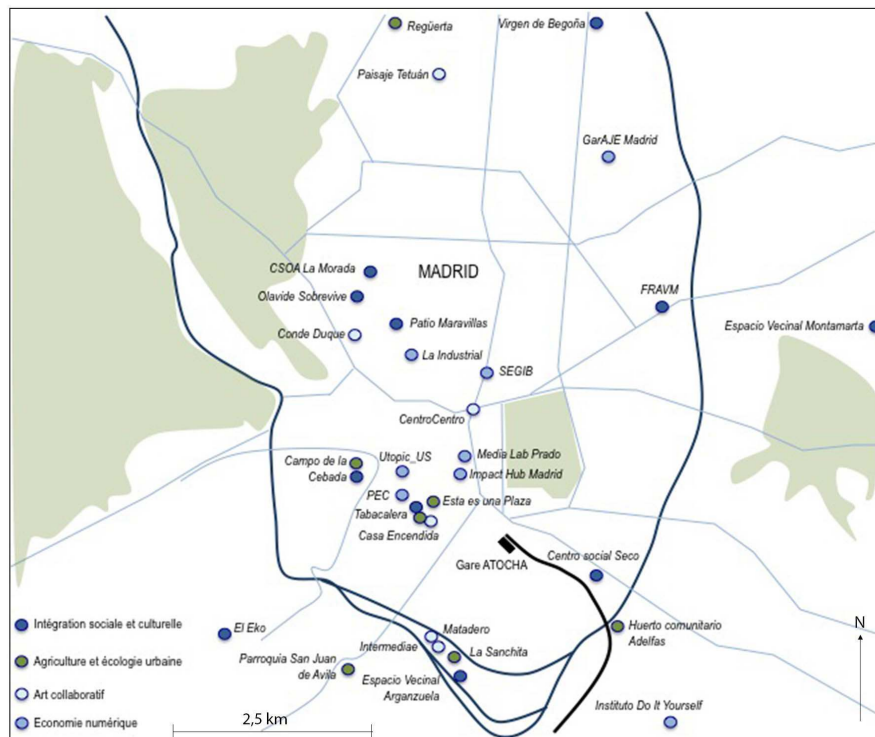 Regüerta
Virgen de Begoña
Paisaje Tetuán
GarAJE Madrid
CSOA La Morada
MADRID
Olavide Sobrevive
FRAVM
Patio Maravillas
Espacio Vecinal Montamarta
Conde Duque
La Industrial
SEGIB
CentroCentro
Utopic_US
Media Lab Prado
Campo de la
Cebada
Impact Hub Madrid
PEC
Esta es una Plaza
Tabacalera
Casa Encendida
Gare ATOCHA
Centro social Seco
Intégration sociale et culturelle
El Eko
Matadero
Huerto comunitario
Adelfas
N
Intermediae
La Sanchita
Agriculture et écologie urbaine
Parroquia San Juan
de Avila
Espacio Vecinal
Arganzuela
Art collaboratif
Instituto Do It Yourself
Economie numérique
2,5 km